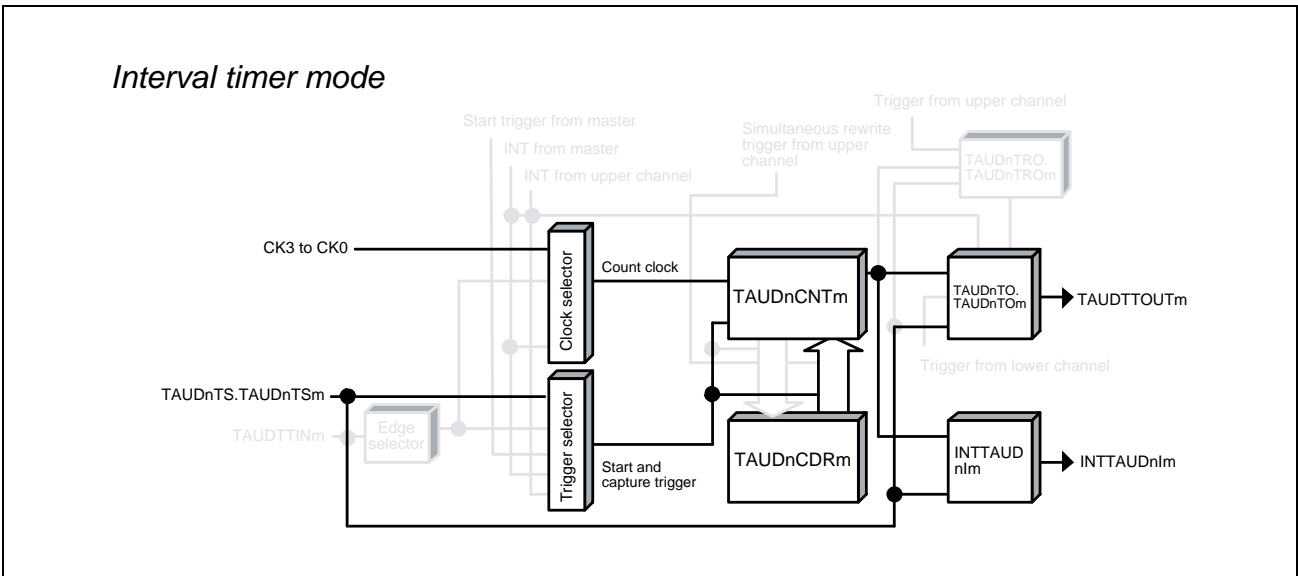 Interval timer mode
Trigger from upper channel
Start trigger from master
Simultaneous rewrite
trigger from upper
channel
INT from master
INT from upper channel
TAUDnTRO.
TAUDnTROm
CK3 to CK0
Clock selector
Count clock
TAUDnCNTm
TAUDnTO.
TAUDnTOm
TAUDTTOUTm
Trigger from lower channel
TAUDnTS.TAUDnTSm
TAUDTTINm
Edge
selector
Trigger selector
Start and
capture trigger
TAUDnCDRm
INTTAUD
nIm
INTTAUDnIm